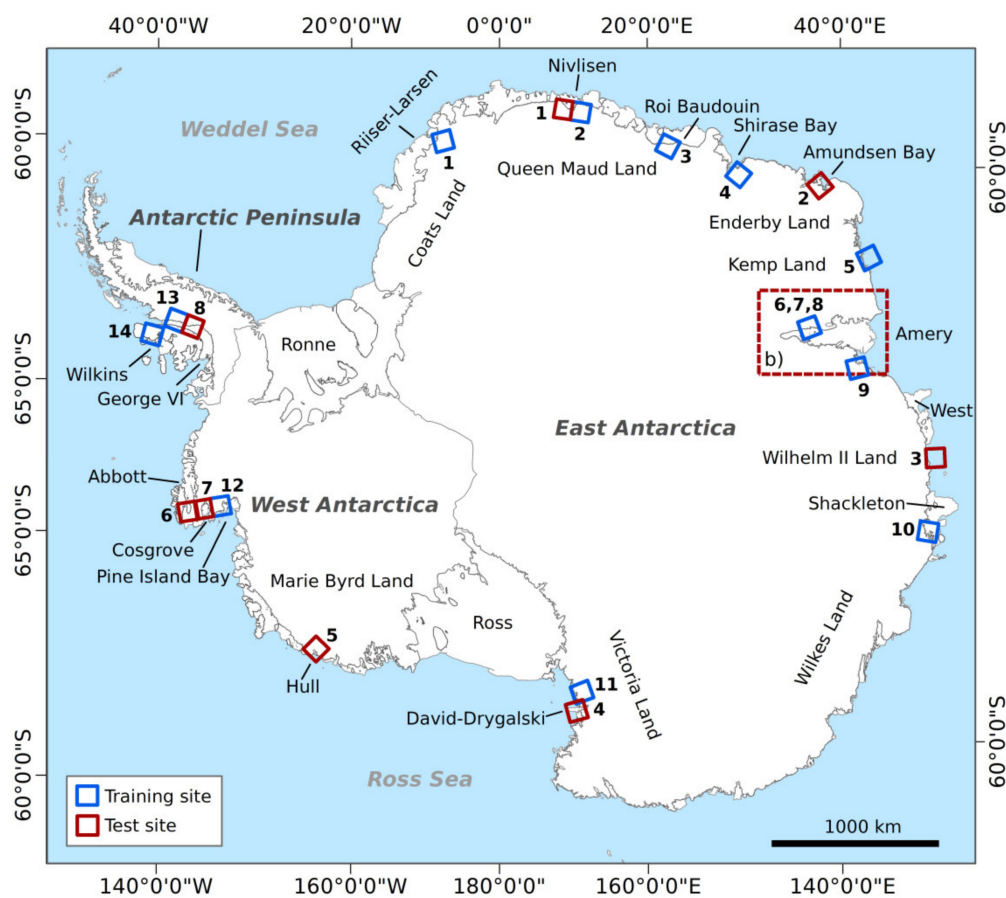 40°0'0"W
20°0'0"W
0°0'0"
20°0'0"E
40°0'0"E
Nivlisen
Riiser-Larsen
Roi Baudouin
Weddel Sea
1
2
Shirase Bay
60°0'0"S
60°0'0"S
1
3
Amundsen Bay
Queen Maud Land
4
2
Antarctic Peninsula
Coats Land
Enderby Land
Kemp Land
5
13
8
6,7,8
14
Amery
Ronne
b)
Wilkins
George VI
65°0'0"S
9
West
East Antarctica
Wilhelm II Land
3
Abbott
7
12
West Antarctica
Shackleton
6
10
65°0'0"S
Cosgrove
Pine Island Bay
Marie Byrd Land
Ross
Wilkes Land
5
Victoria Land
Hull
11
David-Drygalski
4
60°0'0"S
60°0'0"S
Ross Sea
Training site
Test site
1000 km
140°0'0"W
160°0'0"W
180°0'0"
160°0'0"E
140°0'0"E